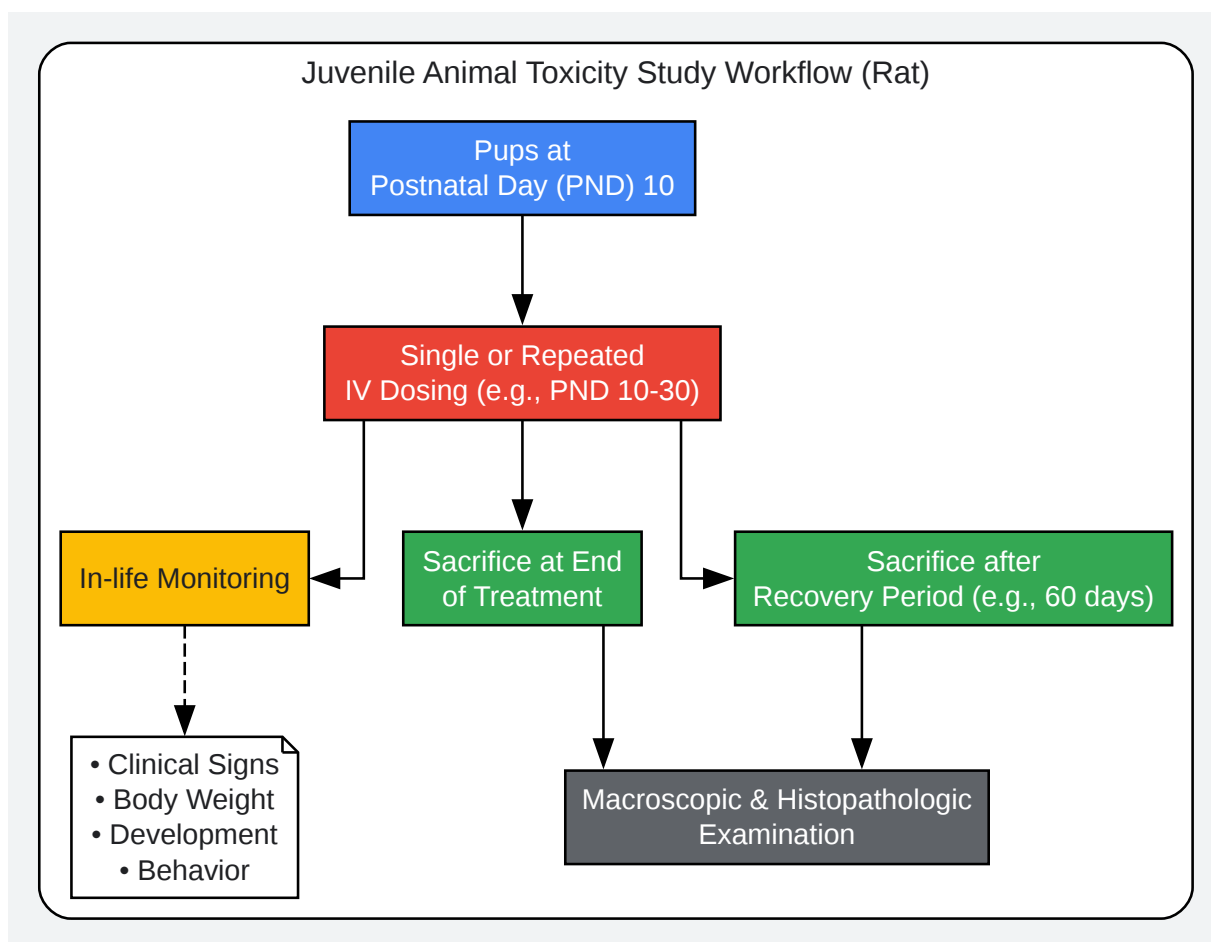 Juvenile Animal Toxicity Study Workflow (Rat)
Pups at
Postnatal Day (PND) 10
Single or Repeated
IV Dosing (e.g., PND 10-30)
In-life Monitoring
Sacrifice at End
of Treatment
Sacrifice after
Recovery Period (e.g., 60 days)
• Clinical Signs
• Body Weight
• Development
• Behavior
Macroscopic & Histopathologic
Examination